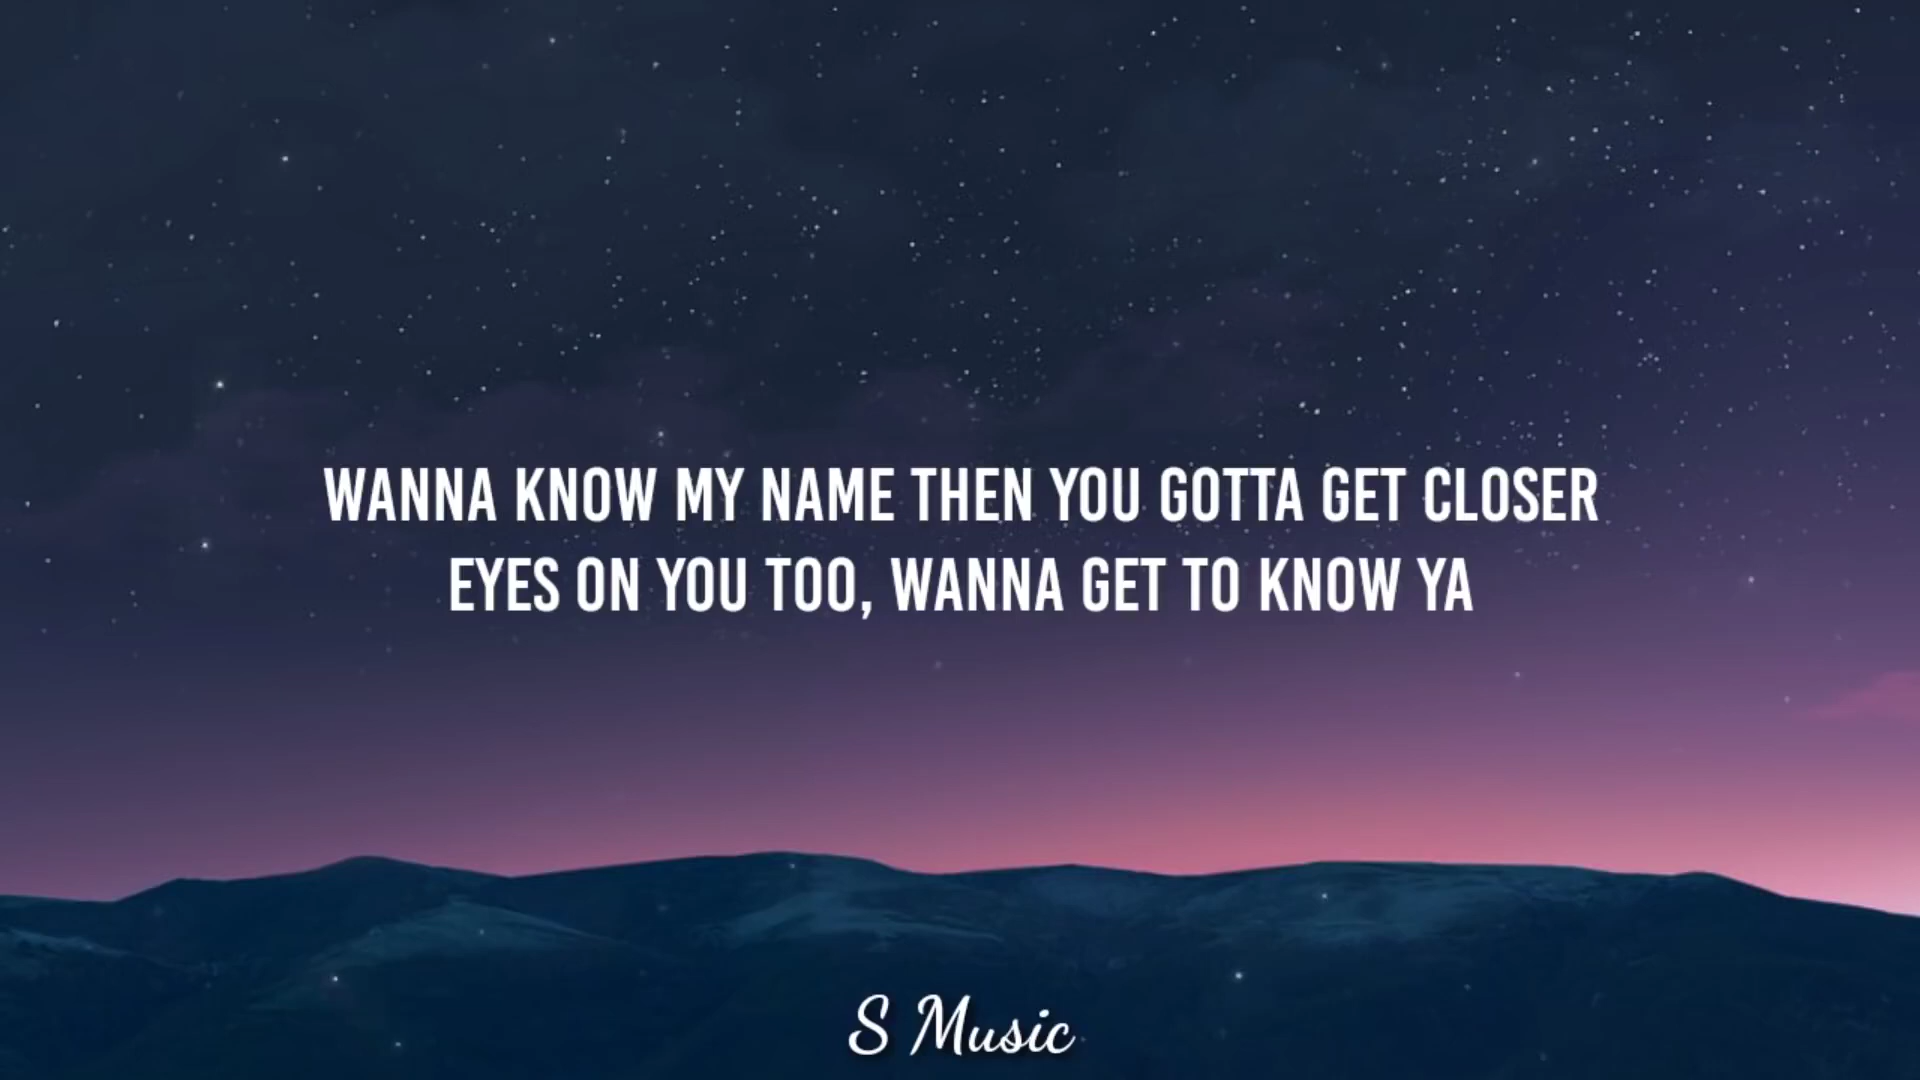 WANNA KNOW MY NAME THEN YOU GOTTA GET CLOSER
EYES ON YOU TOO, WANNA GET TO KNOW YA
S Music